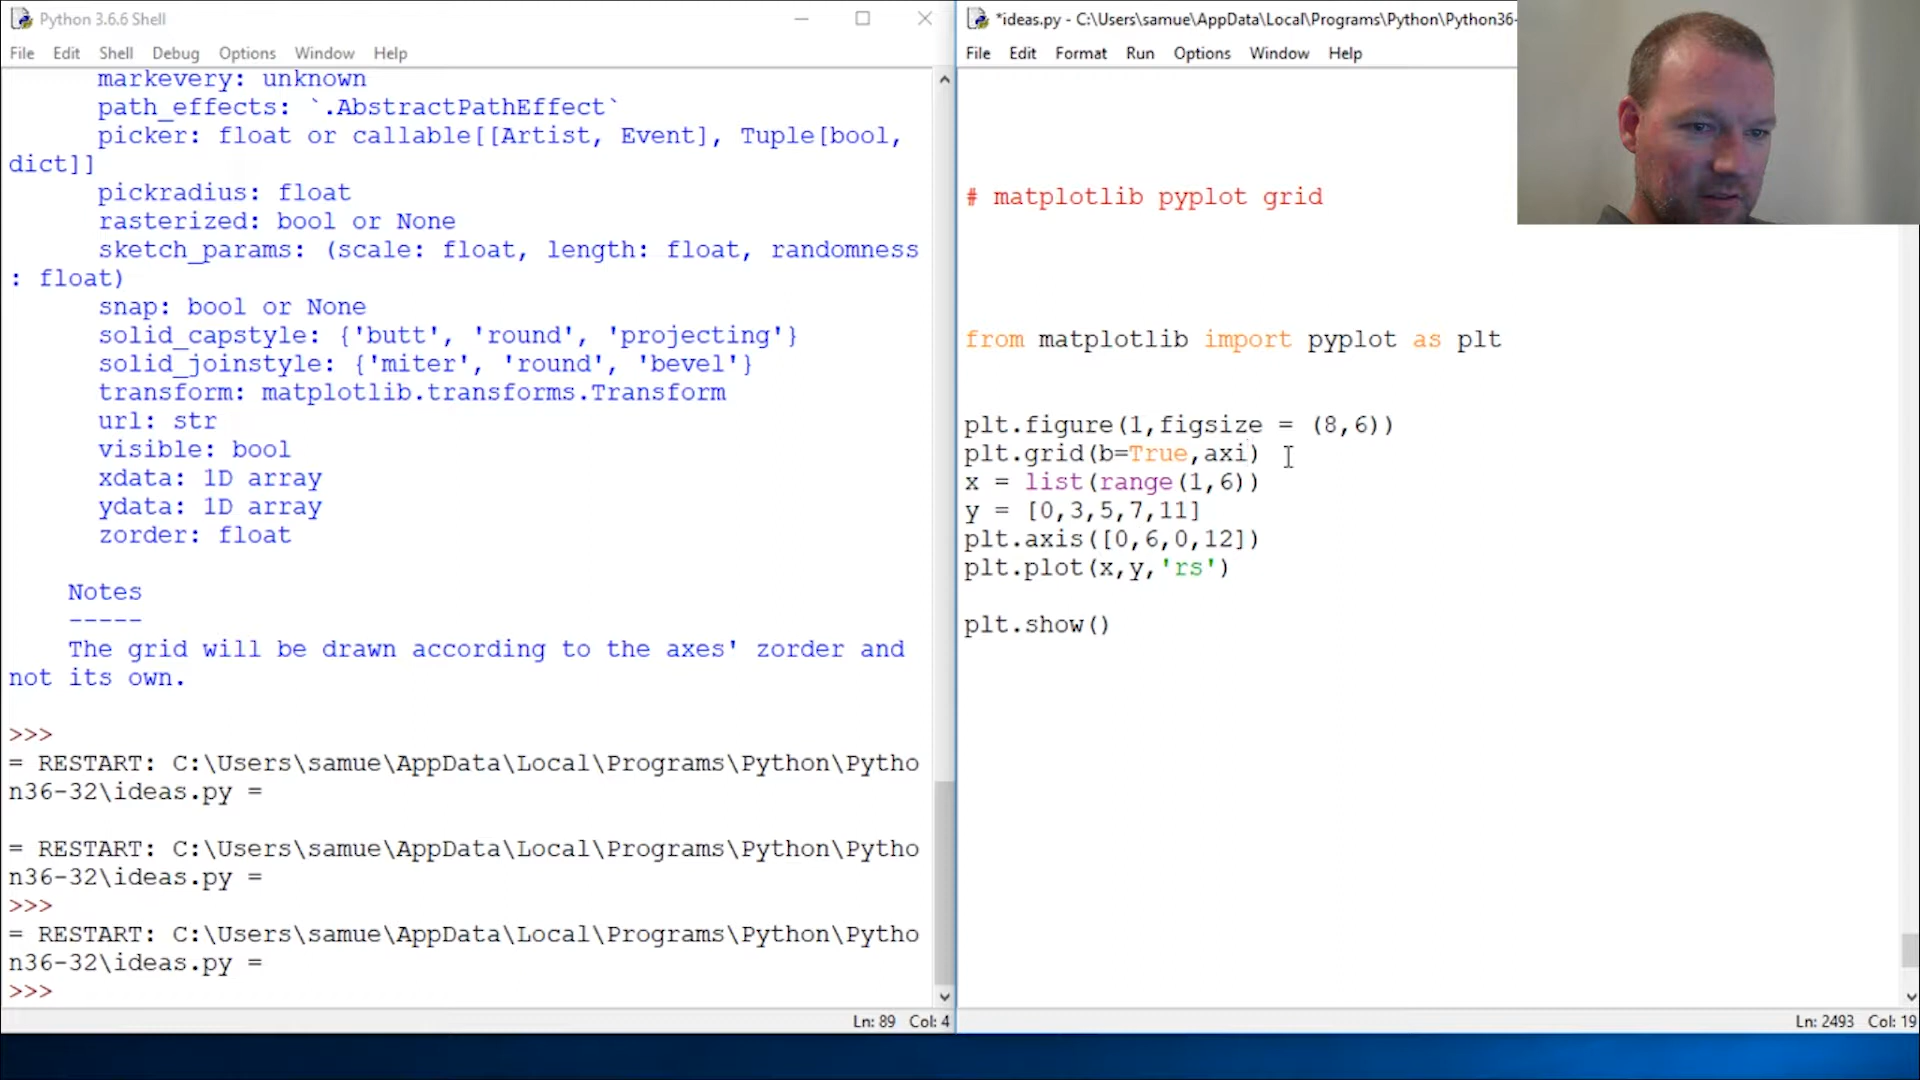 Python 3.6.6 Shell
File Edit Shell Debug Options Window Help
markevery: unknown
path_effects: `.AbstractPathEffect`
picker: float or callable[[Artist, Event], Tuple[bool,
dict]]
pickradius: float
rasterized: bool or None
sketch_params: (scale: float, length: float, randomness
: float)
snap: bool or None
solid_capstyle: {'butt', 'round', 'projecting'}
solid_joinstyle: {'miter', 'round', 'bevel'}
transform: matplotlib.transforms.Transform
url: str
visible: bool
xdata: 1D array
ydata: 1D array
zorder: float
Notes
-----
The grid will be drawn according to the axes' zorder and
not its own.
>>>
= RESTART: C:\Users\samue\AppData\Local\Programs\Python\Pytho
n36-32\ideas.py =
= RESTART: C:\Users\samue\AppData\Local\Programs\Python\Pytho
n36-32\ideas.py =
>>>
= RESTART: C:\Users\samue\AppData\Local\Programs\Python\Pytho
n36-32\ideas.py =
>>>
Ln: 89 Col: 4
*ideas.py - C:\Users\samue\AppData\Local\Programs\Python\Python36-
File Edit Format Run Options Window Help
# matplotlib pyplot grid
from matplotlib import pyplot as plt
plt.figure(1,figsize = (8,6))
plt.grid(b=True,axi)
x = list(range(1,6))
y = [0,3,5,7,11]
plt.axis([0,6,0,12])
plt.plot(x,y,'rs')
plt.show()
Ln: 2493 Col: 19